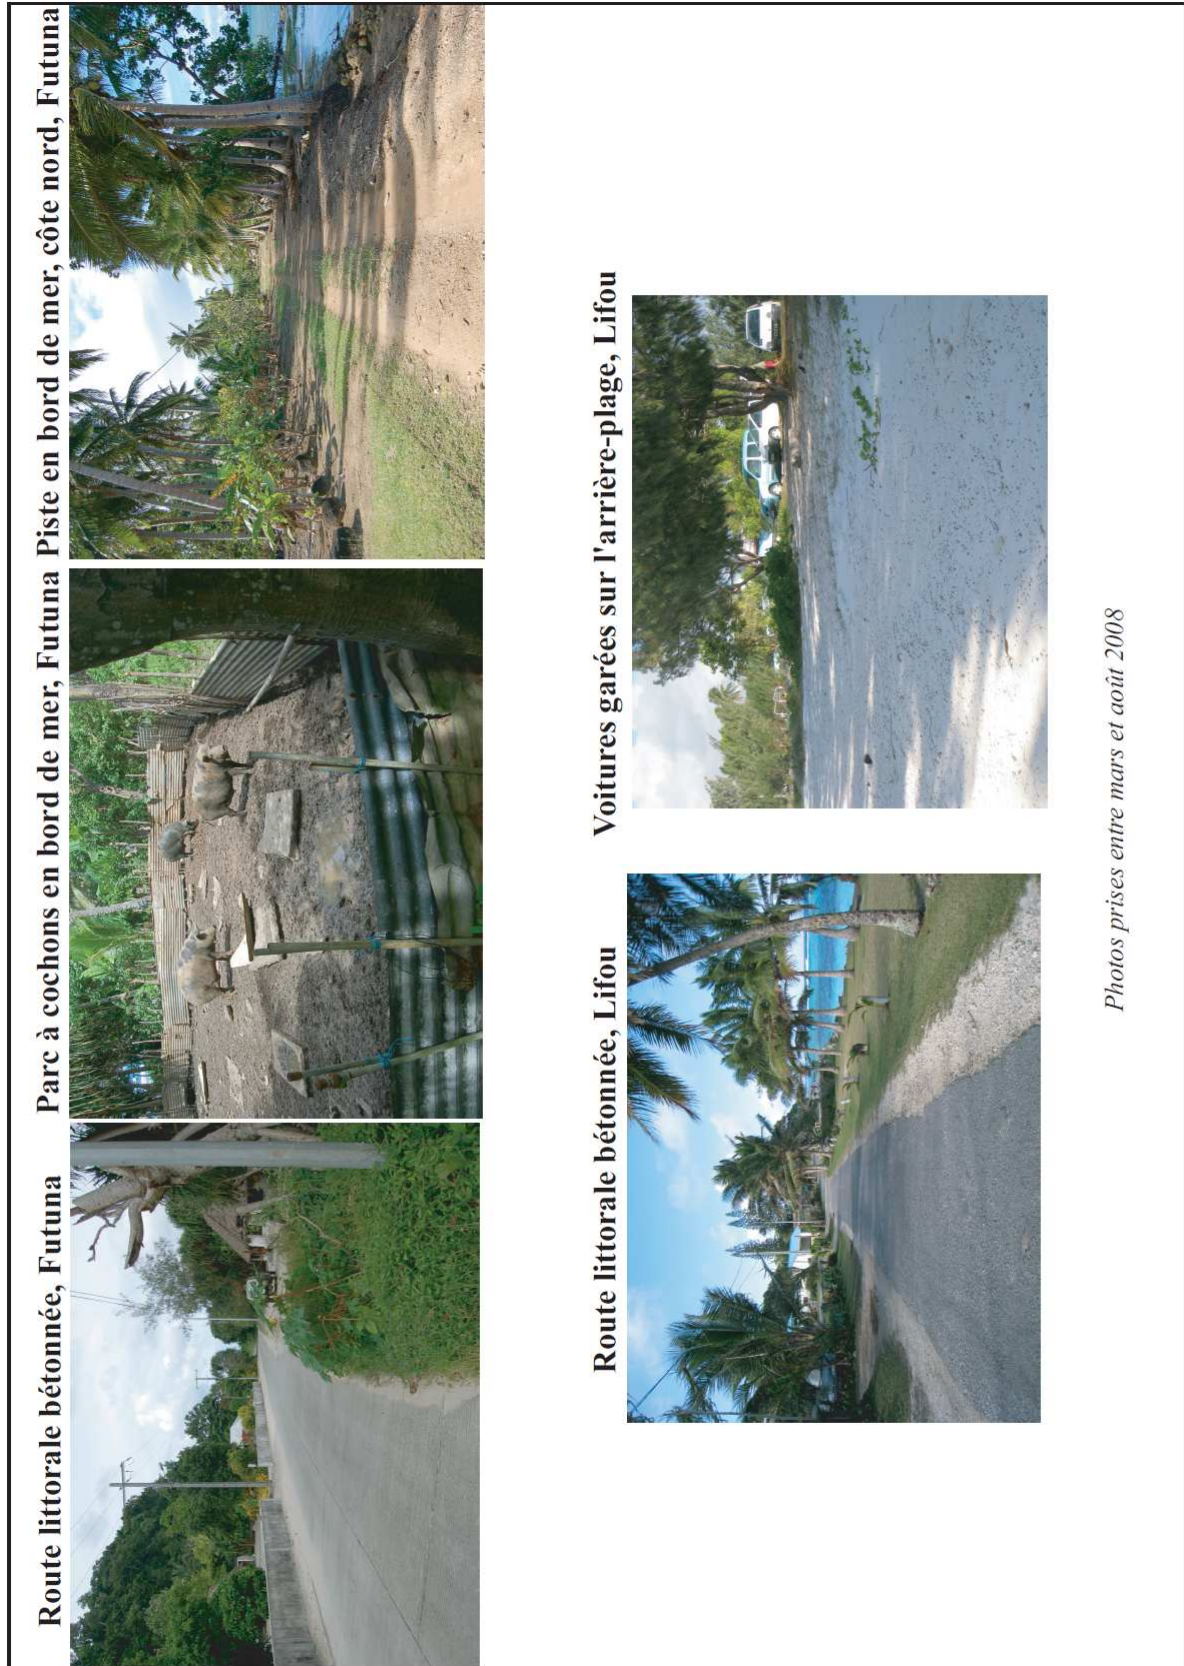 Route littorale bétonnée, Futuna
Parc à cochons en bord de mer, Futuna
Piste en bord de mer, côte nord, Futuna
Route littorale bétonnée, Lifou
Voitures garées sur l'arrière-plage, Lifou
Photos prises entre mars et août 2008